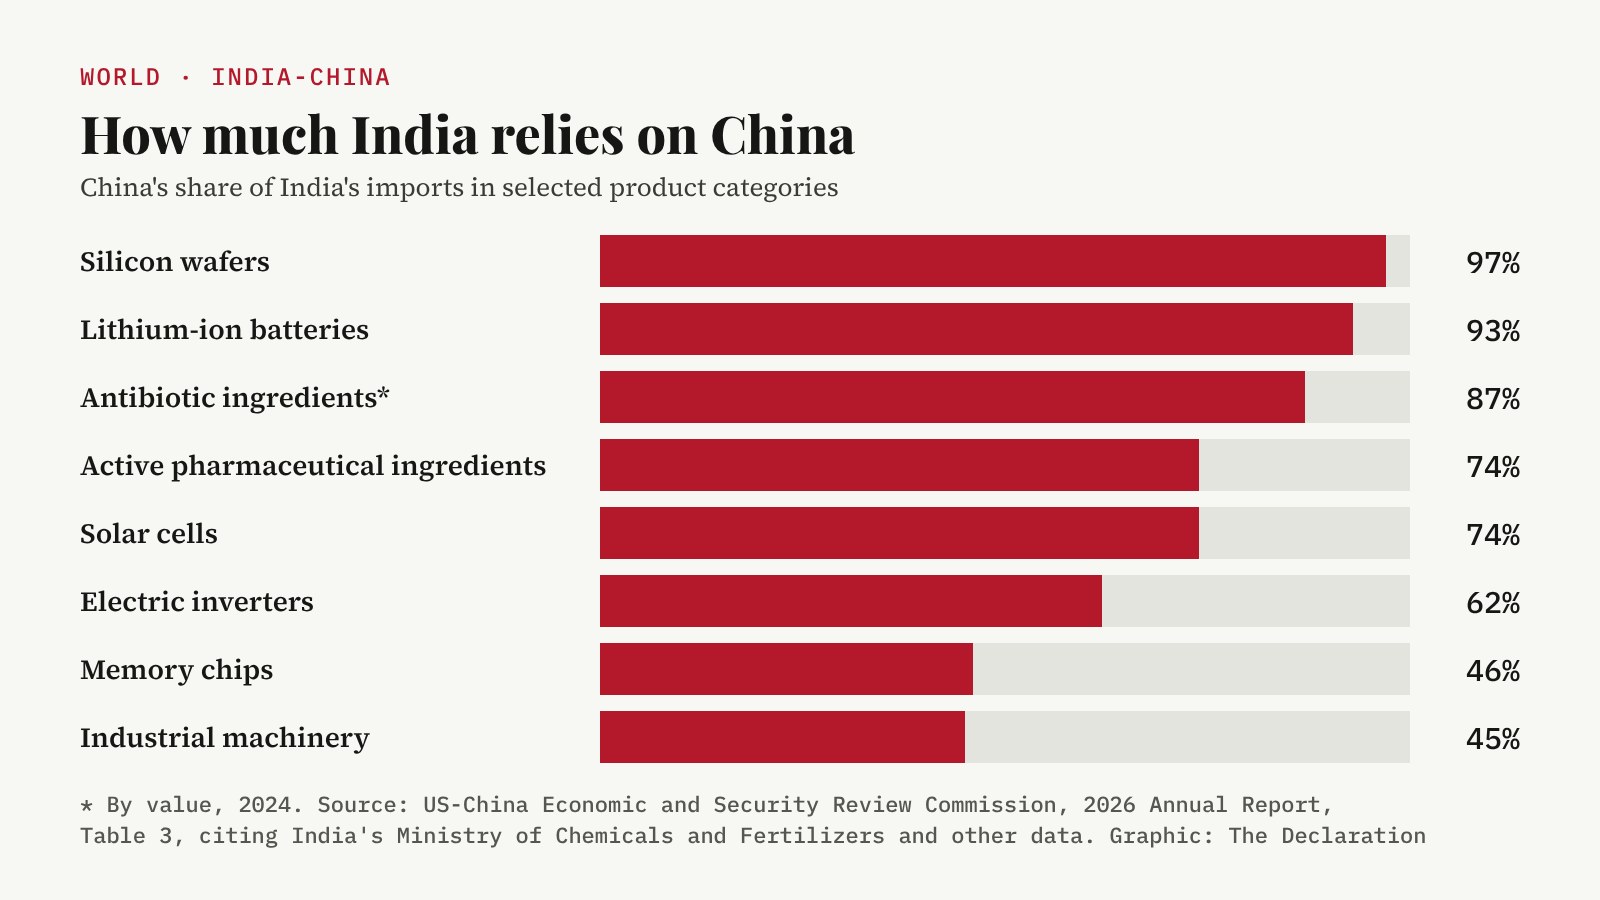 WORLD · INDIA-CHINA
How much India relies on China
China's share of India's imports in selected product categories
Silicon wafers 97%
Lithium-ion batteries 93%
Antibiotic ingredients* 87%
Active pharmaceutical ingredients 74%
Solar cells 74%
Electric inverters 62%
Memory chips 46%
Industrial machinery 45%
* By value, 2024. Source: US-China Economic and Security Review Commission, 2026 Annual Report,
Table 3, citing India's Ministry of Chemicals and Fertilizers and other data. Graphic: The Declaration